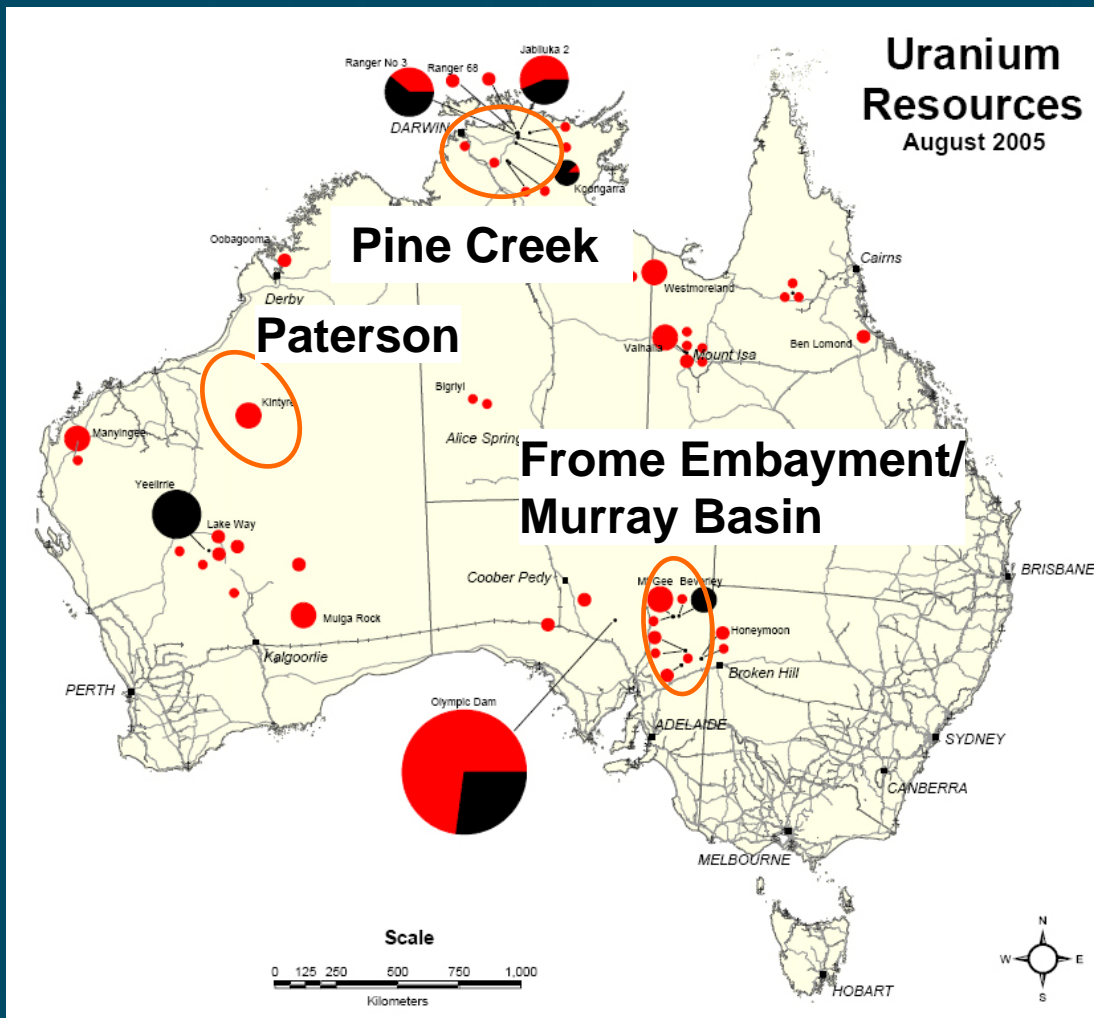 Uranium
Resources
August 2005
Jabiluka 2
Ranger No 3
Ranger 68
DARWIN
Koongarra
Pine Creek
Oobagooma
Derby
Westmoreland
Cairns
Paterson
Valhalla
Mount Isa
Ben Lomond
Kintyre
Bigrlyi
Manyingee
Alice Spring
Frome Embayment/
Murray Basin
Yeelirrie
Lake Way
Coober Pedy
BRISBANE
Beverley
Mulga Rock
Honeymoon
Kalgoorlie
Broken Hill
PERTH
Olympic Dam
ADELAIDE
SYDNEY
CANBERRA
MELBOURNE
Scale
0 125 250 500 750 1,000
Kilometers
N
W E
S
HOBART